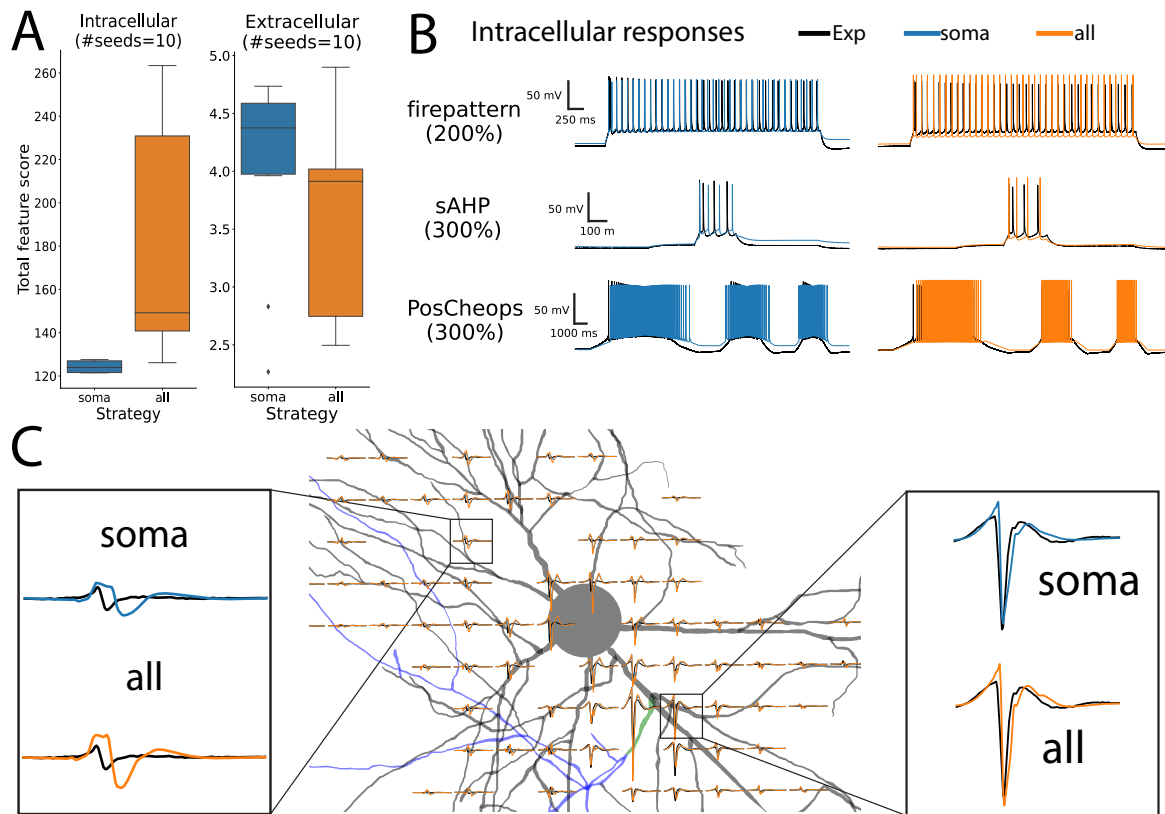 A
Intracellular
(#seeds=10)
Extracellular
(#seeds=10)
Total feature score
260
240
220
200
180
160
140
120
soma
all
Strategy
5.0
4.5
4.0
3.5
3.0
2.5
soma
all
Strategy
B
Intracellular responses
Exp
soma
all
firepattern
(200%)
50 mV
250 ms
sAHP
(300%)
50 mV
100 m
PosCheops
(300%)
50 mV
1000 ms
C
soma
all
soma
all